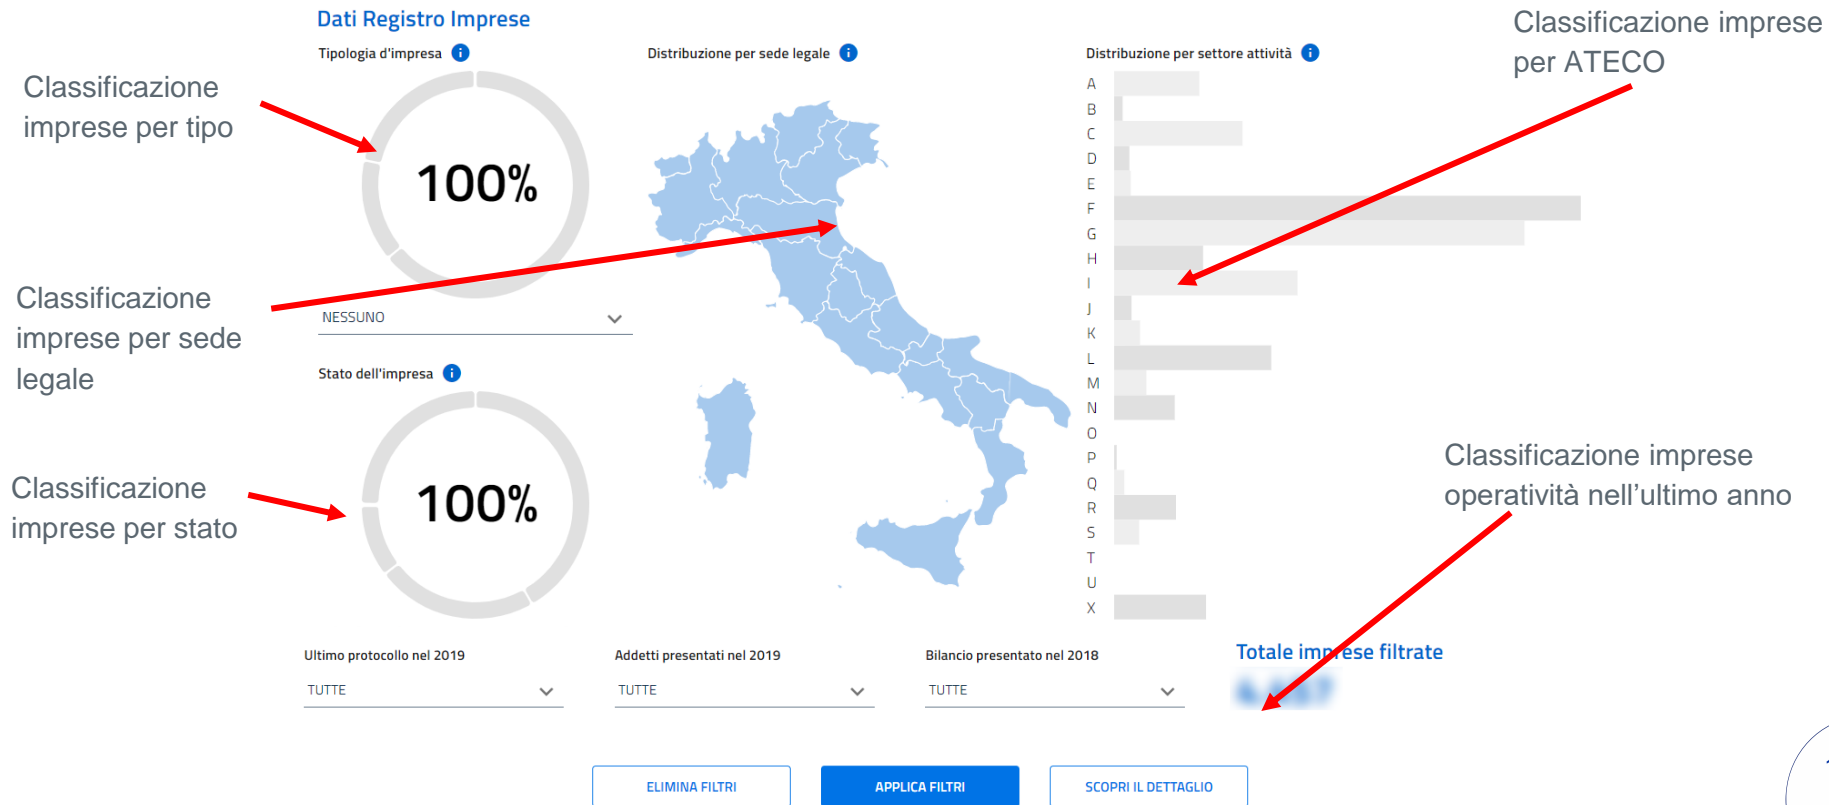 Dati Registro Imprese
Tipologia d'impresa
Distribuzione per sede legale
Distribuzione per settore attività
Classificazione imprese
per ATECO
Classificazione
imprese per tipo
100%
A
B
C
D
E
F
G
H
I
J
K
L
M
N
O
P
Q
R
S
T
U
X
Classificazione
imprese per sede
legale
NESSUNO
Stato dell'impresa
Classificazione
imprese per stato
100%
Classificazione imprese
operatività nell'ultimo anno
Ultimo protocollo nel 2019
TUTTE
Addetti presentati nel 2019
TUTTE
Bilancio presentato nel 2018
TUTTE
Totale imprese filtrate
ELIMINA FILTRI
APPLICA FILTRI
SCOPRI IL DETTAGLIO